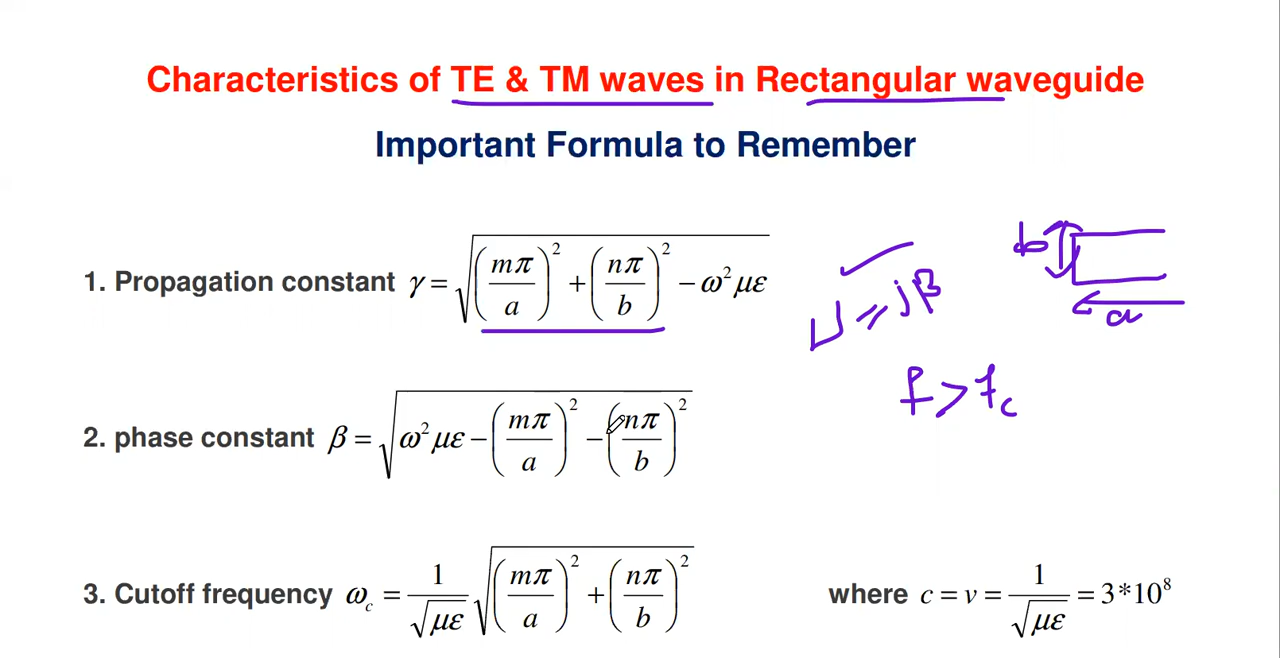 Characteristics of TE & TM waves in Rectangular waveguide
Important Formula to Remember
1. Propagation constant γ = √((mπ/a)² + (nπ/b)² − ω²με)
= jβ
b
a
f > fc
2. phase constant β = √(ω²με − (mπ/a)² − (nπ/b)²)
3. Cutoff frequency ω_c = 1/√(με) √((mπ/a)² + (nπ/b)²) where c = v = 1/√(με) = 3*10⁸